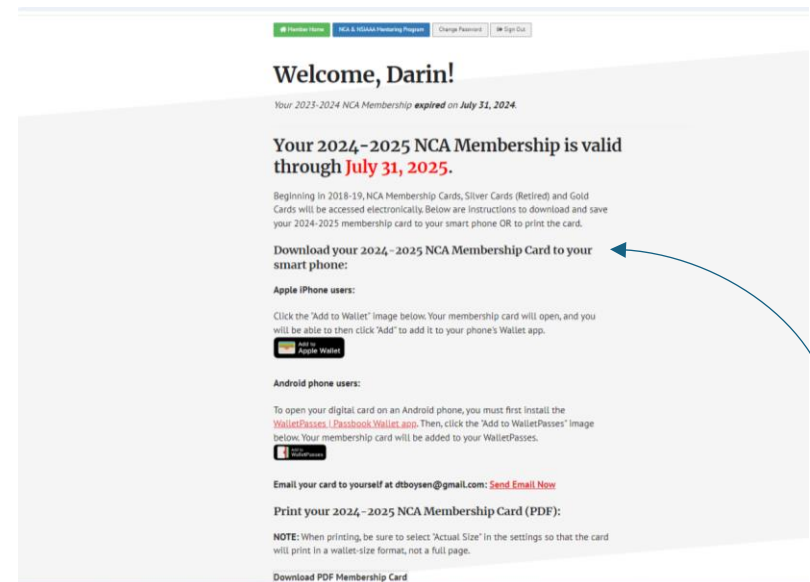 Member Home NCA & NSIAAA Mentoring Program Change Password Sign Out
Welcome, Darin!
Your 2023-2024 NCA Membership expired on July 31, 2024.
Your 2024-2025 NCA Membership is valid
through July 31, 2025.
Beginning in 2018-19, NCA Membership Cards, Silver Cards (Retired) and Gold
Cards will be accessed electronically. Below are instructions to download and save
your 2024-2025 membership card to your smart phone OR to print the card.
Download your 2024-2025 NCA Membership Card to your
smart phone:
Apple iPhone users:
Click the "Add to Wallet" image below. Your membership card will open, and you
will be able to then click "Add" to add it to your phone's Wallet app.
Add to
Apple Wallet
Android phone users:
To open your digital card on an Android phone, you must first install the
WalletPasses | Passbook Wallet app. Then, click the "Add to WalletPasses" image
below. Your membership card will be added to your WalletPasses.
Add to
WalletPasses
Email your card to yourself at dtboysen@gmail.com: Send Email Now
Print your 2024-2025 NCA Membership Card (PDF):
NOTE: When printing, be sure to select "Actual Size" in the settings so that the card
will print in a wallet-size format, not a full page.
Download PDF Membership Card